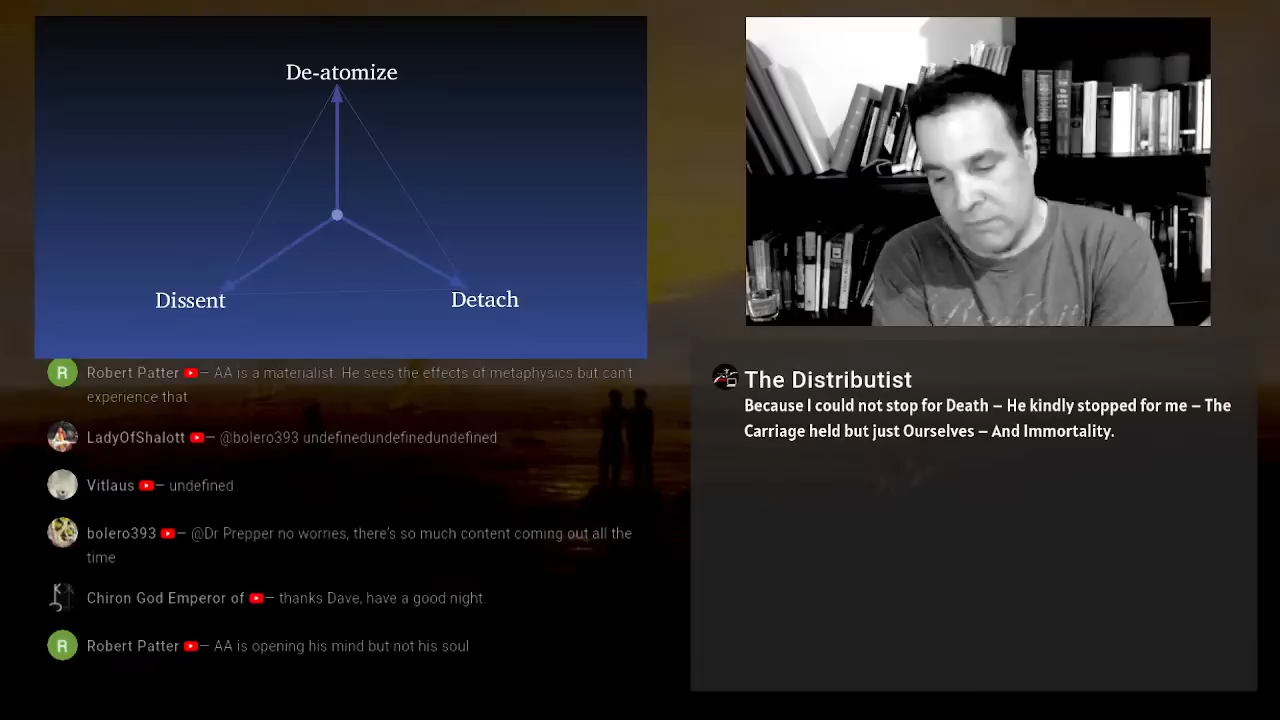 De-atomize
Dissent
Detach
R
Robert Patter — AA is a materialist. He sees the effects of metaphysics but can't
experience that
LadyOfShalott — @bolero393 undefinedundefinedundefined
Vitlaus — undefined
bolero393 — @Dr Prepper no worries, there's so much content coming out all the
time
Chiron God Emperor of — thanks Dave, have a good night.
R
Robert Patter — AA is opening his mind but not his soul
The Distributist
Because I could not stop for Death – He kindly stopped for me – The
Carriage held but just Ourselves – And Immortality.